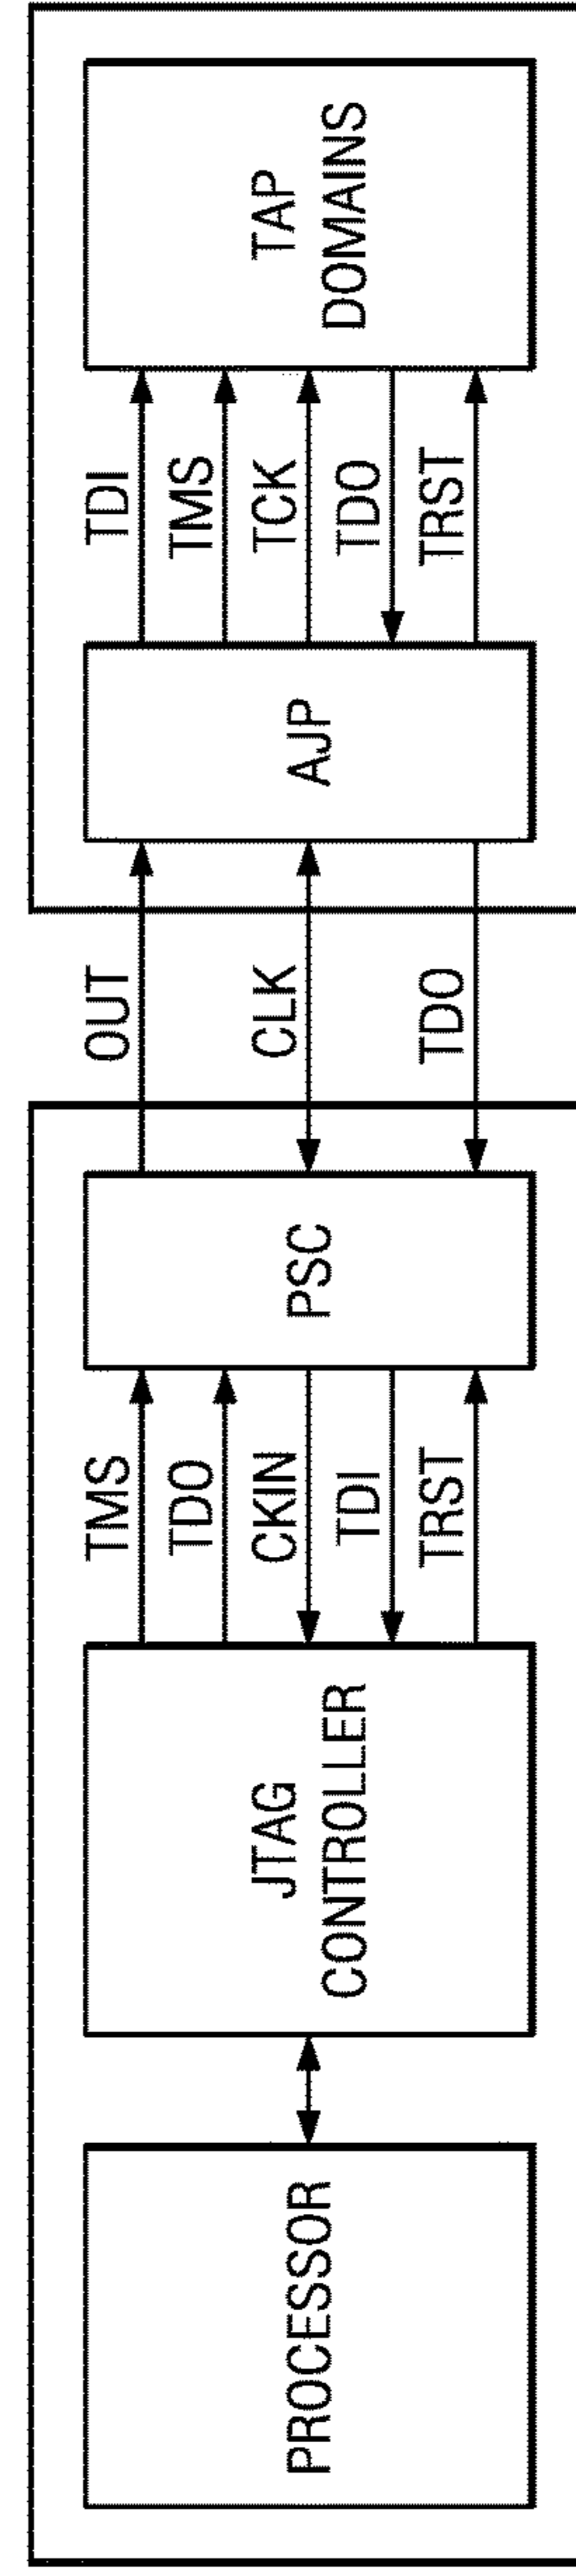 PROCESSOR
JTAG
CONTROLLER
TMS
TDO
CKIN
TDI
TRST
PSC
OUT
CLK
TDO
AJP
TDI
TMS
TCK
TDO
TRST
TAP
DOMAINS